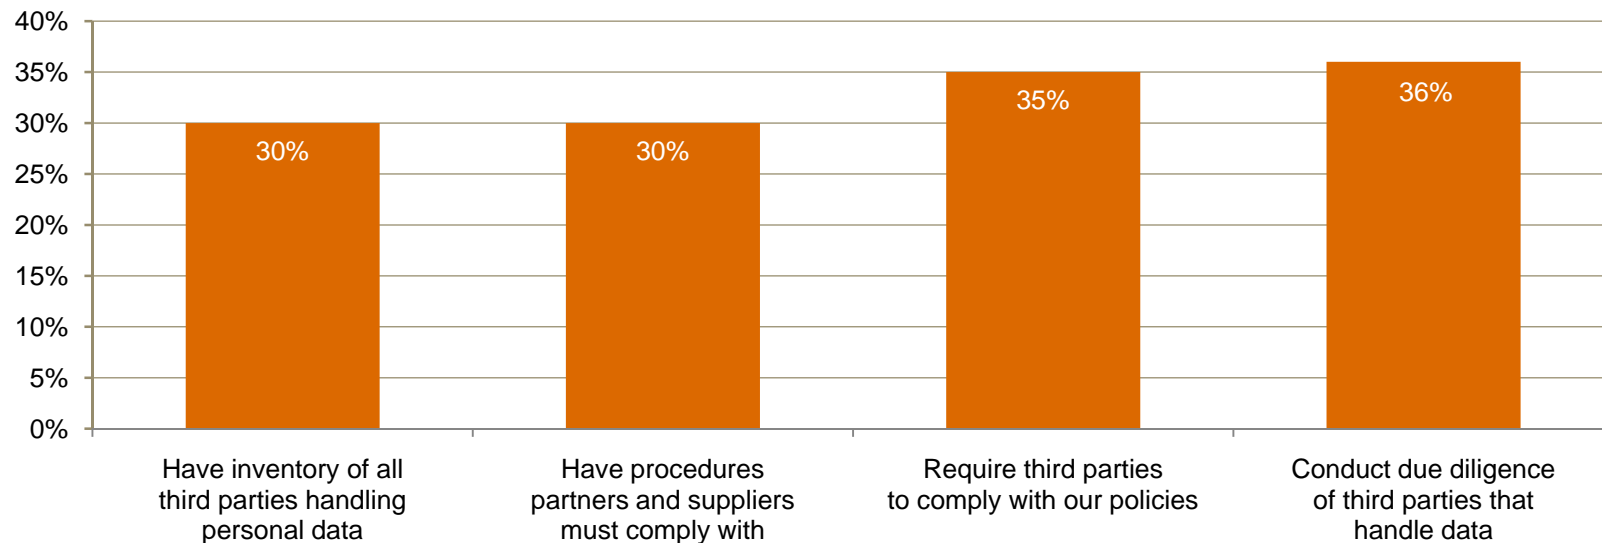 40%
35%
30%
25%
20%
15%
10%
5%
0%
30%
30%
35%
36%
Have inventory of all
third parties handling
personal data
Have procedures
partners and suppliers
must comply with
Require third parties
to comply with our policies
Conduct due diligence
of third parties that
handle data